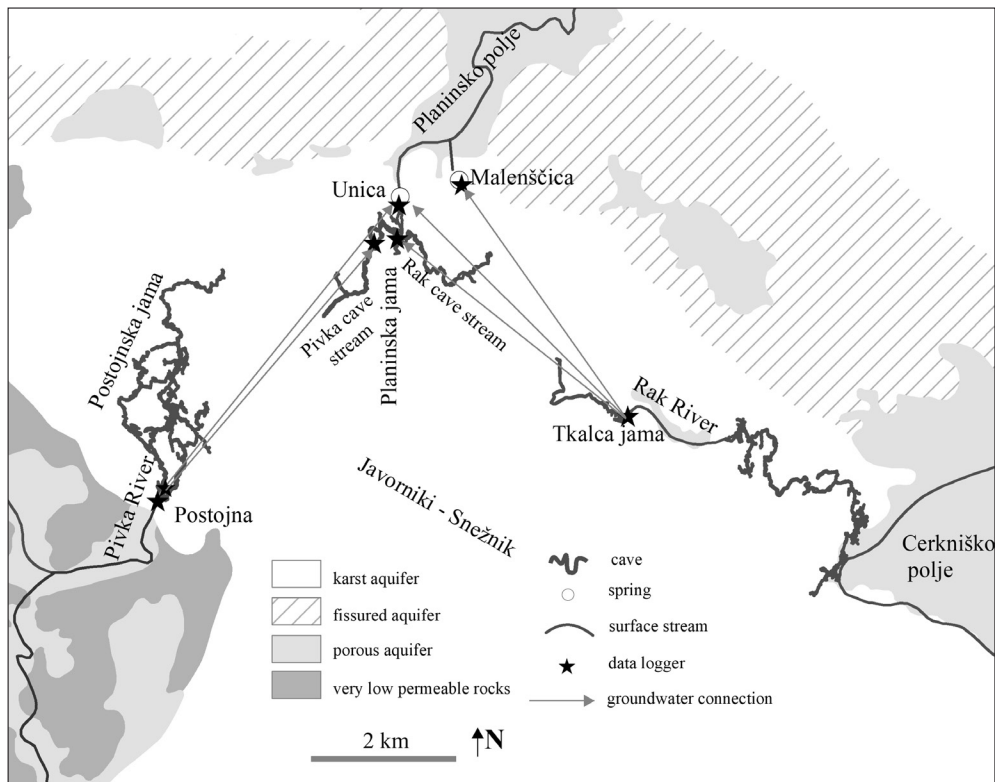 Planinsko polje
Unica
Malenščica
Postojnska jama
Pivka cave
stream
Planinska jama
Rak cave stream
Rak River
Tkalca jama
Pivka River
Postojna
Javorniki - Snežnik
Cerkniško
polje
karst aquifer
fissured aquifer
porous aquifer
very low permeable rocks
cave
spring
surface stream
data logger
groundwater connection
2 km
N